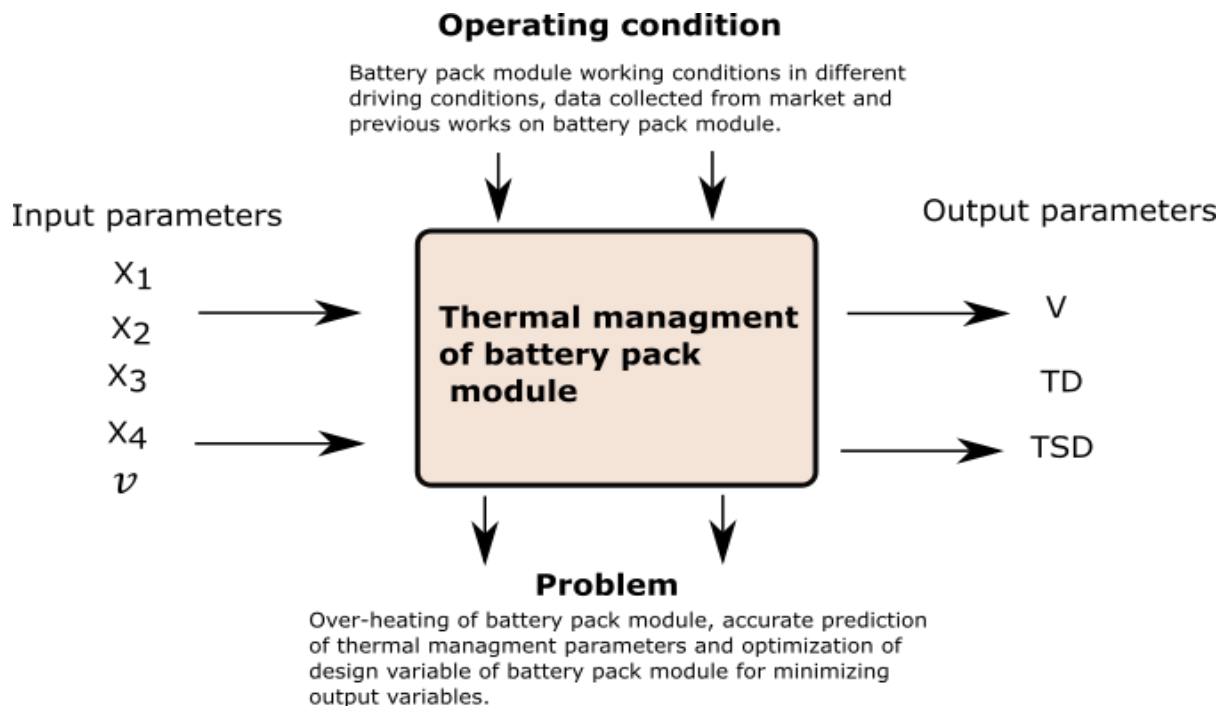 Operating condition
Battery pack module working conditions in different
driving conditions, data collected from market and
previous works on battery pack module.
Input parameters
X1
X2
X3
X4
v
Thermal managment
of battery pack
module
Output parameters
V
TD
TSD
Problem
Over-heating of battery pack module, accurate prediction
of thermal managment parameters and optimization of
design variable of battery pack module for minimizing
output variables.